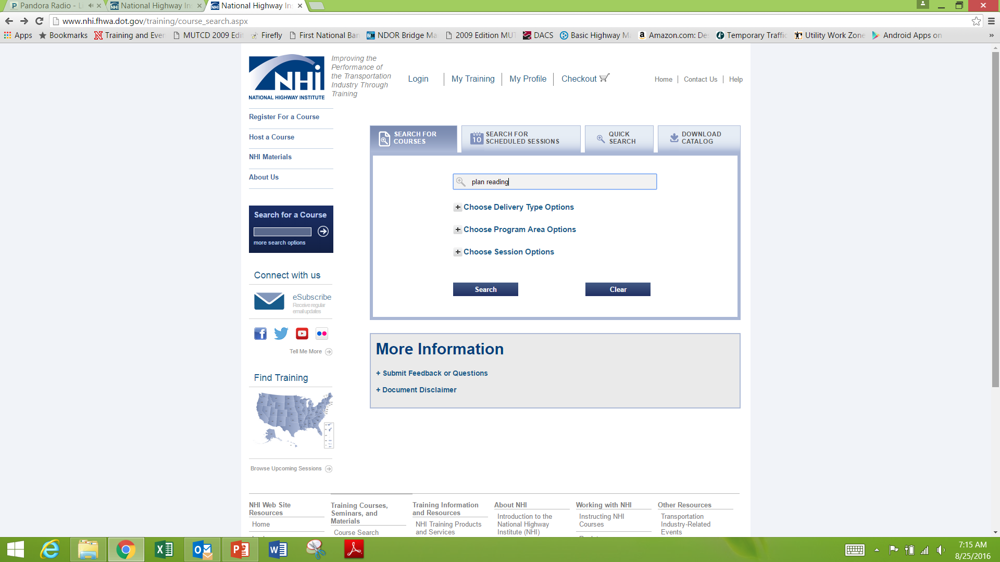 Pandora Radio - Li
National Highway In
National Highway Ins
www.nhi.fhwa.dot.gov/training/course_search.aspx
Apps
Bookmarks
Training and Even
MUTCD 2009 Edit
Firefly
First National Ban
NDOR Bridge Ma
2009 Edition MUT
DACS
Basic Highway Ma
Amazon.com: Des
Temporary Traffic
Utility Work Zone
Android Apps on
»
NHI
NATIONAL HIGHWAY INSTITUTE
Improving the
Performance of
the Transportation
Industry Through
Training
Login
My Training
My Profile
Checkout
Home
Contact Us
Help
Register For a Course
Host a Course
NHI Materials
About Us
Search for a Course
more search options
Connect with us
eSubscribe
Receive regular
email updates
Tell Me More
Find Training
Browse Upcoming Sessions
SEARCH FOR
COURSES
10
SEARCH FOR
SCHEDULED SESSIONS
QUICK
SEARCH
DOWNLOAD
CATALOG
plan reading
+ Choose Delivery Type Options
+ Choose Program Area Options
+ Choose Session Options
Search
Clear
More Information
+ Submit Feedback or Questions
+ Document Disclaimer
NHI Web Site
Resources
Home
Training Courses,
Seminars, and
Materials
Course Search
Training Information
and Resources
NHI Training Products
and Services
About NHI
Introduction to the
National Highway
Institute (NHI)
Working with NHI
Instructing NHI
Courses
Other Resources
Transportation
Industry-Related
Events
7:15 AM
8/25/2016